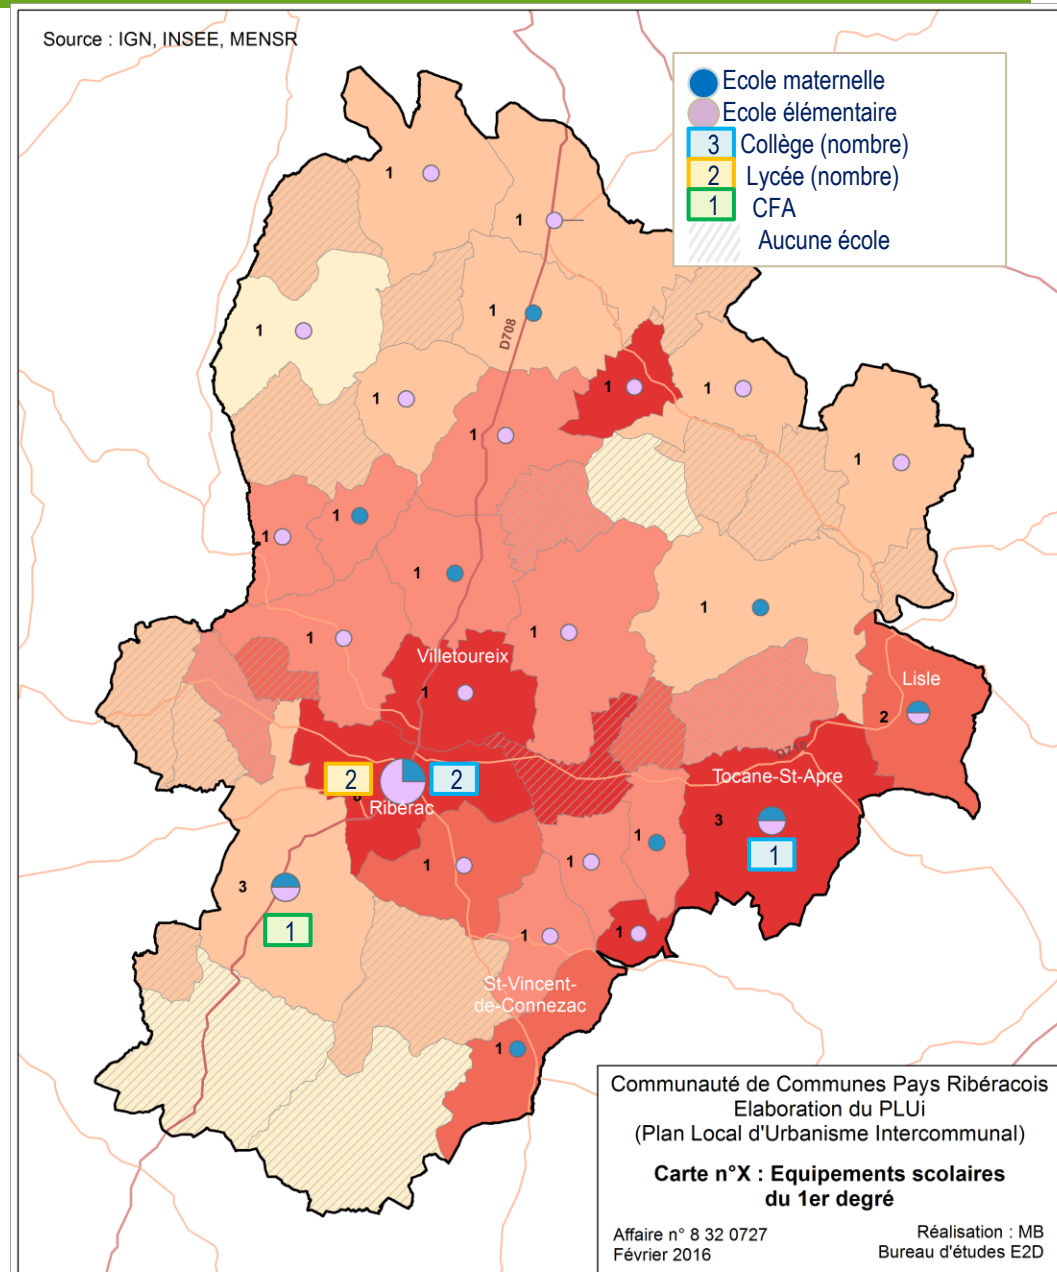 Source : IGN, INSEE, MENSR
Ecole maternelle
Ecole élémentaire
3 Collège (nombre)
2 Lycée (nombre)
1 CFA
Aucune école
1
1
1
D708
1
1
1
1
1
1
1
1
1
1
1
1
Villetoureix
1
Lisle
2
D710
Tocane-St-Apre
3
1
2
2
Ribérac
1
1
1
3
1
1
1
St-Vincent-
de-Connezac
1
Communauté de Communes Pays Ribéracois
Elaboration du PLUi
(Plan Local d'Urbanisme Intercommunal)
Carte n°X : Equipements scolaires
du 1er degré
Affaire n° 8 32 0727
Février 2016
Réalisation : MB
Bureau d'études E2D